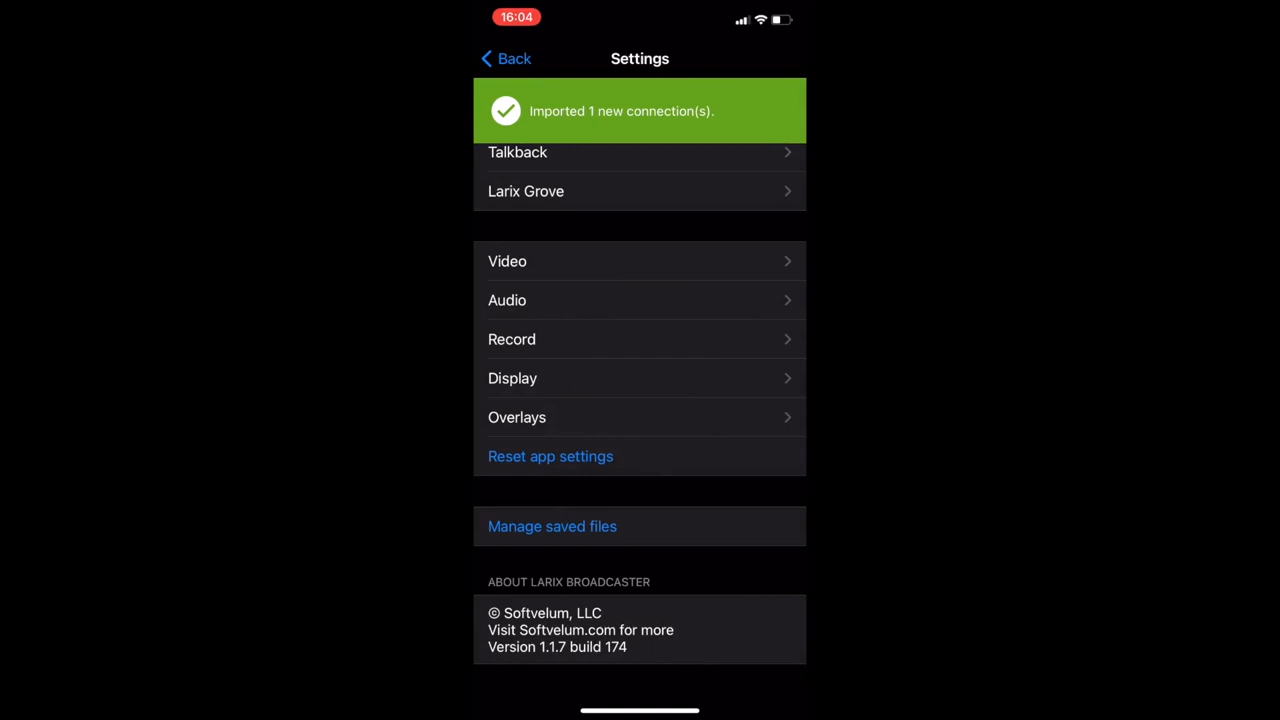 16:04
Back
Settings
Imported 1 new connection(s).
Talkback
Larix Grove
Video
Audio
Record
Display
Overlays
Reset app settings
Manage saved files
ABOUT LARIX BROADCASTER
© Softvelum, LLC
Visit Softvelum.com for more
Version 1.1.7 build 174